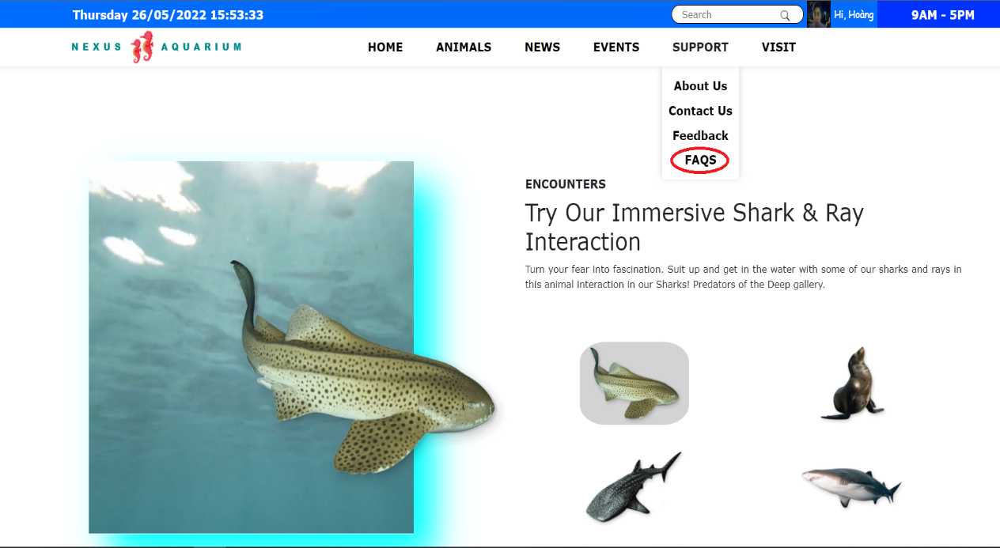 Thursday 26/05/2022 15:53:33
Search
Hi, Hoàng
9AM - 5PM
NEXUS AQUARIUM
HOME
ANIMALS
NEWS
EVENTS
SUPPORT
VISIT
About Us
Contact Us
Feedback
FAQS
ENCOUNTERS
Try Our Immersive Shark & Ray
Interaction
Turn your fear into fascination. Suit up and get in the water with some of our sharks and rays in
this animal interaction in our Sharks! Predators of the Deep gallery.